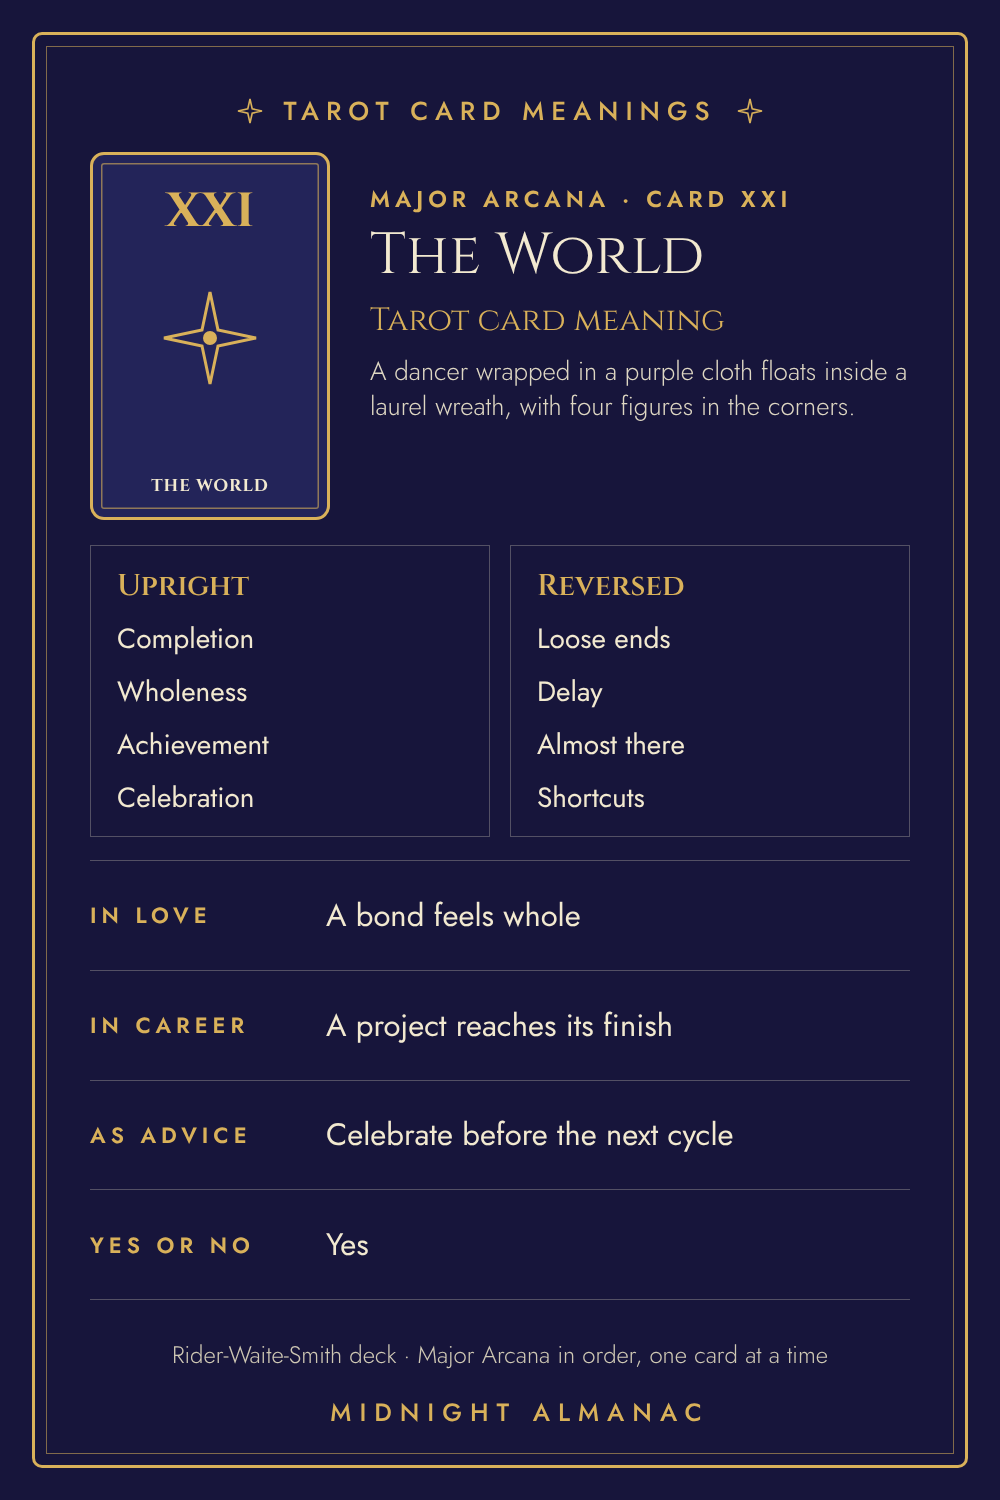 TAROT CARD MEANINGS
XXI
THE WORLD
MAJOR ARCANA · CARD XXI
The World
Tarot card meaning
A dancer wrapped in a purple cloth floats inside a
laurel wreath, with four figures in the corners.
Upright
Completion
Wholeness
Achievement
Celebration
Reversed
Loose ends
Delay
Almost there
Shortcuts
IN LOVE A bond feels whole
IN CAREER A project reaches its finish
AS ADVICE Celebrate before the next cycle
YES OR NO Yes
Rider-Waite-Smith deck · Major Arcana in order, one card at a time
MIDNIGHT ALMANAC